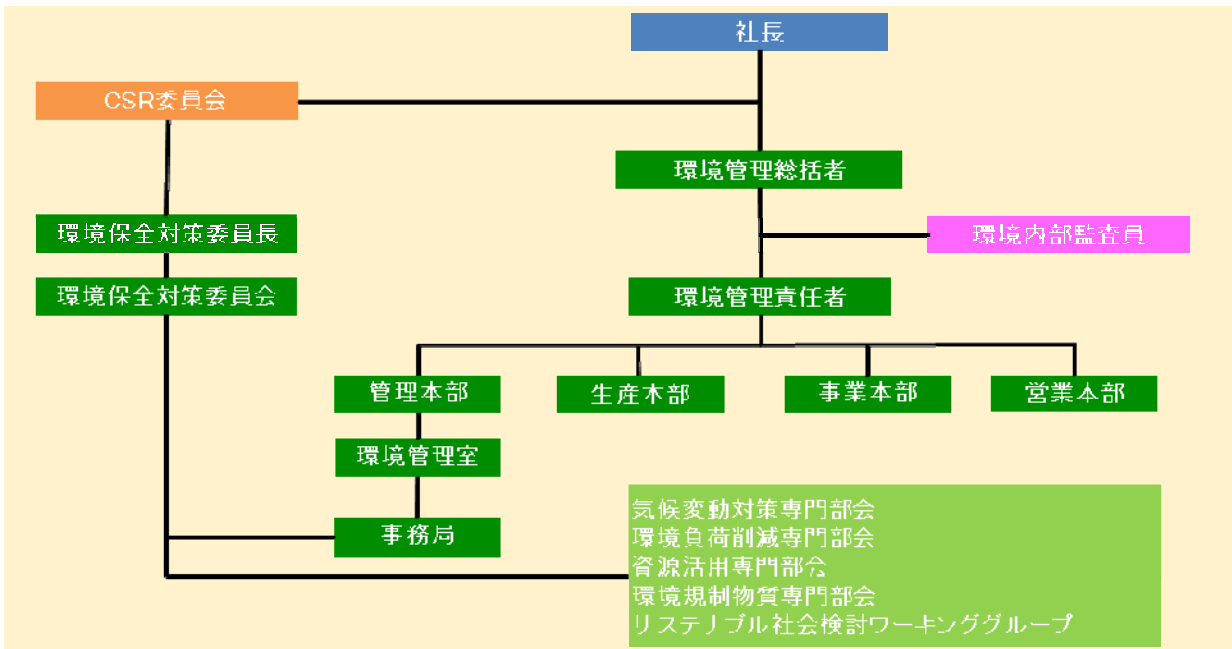 社長
CSR委員会
環境管理総括者
環境保全対策委員長
環境内部監査員
環境保全対策委員会
環境管理責任者
管理本部
生産本部
事業本部
営業本部
環境管理室
事務局
気候変動対策専門部会
環境負荷削減専門部会
資源活用専門部会
環境規制物質専門部会
リステナブル社会検討ワーキンググループ